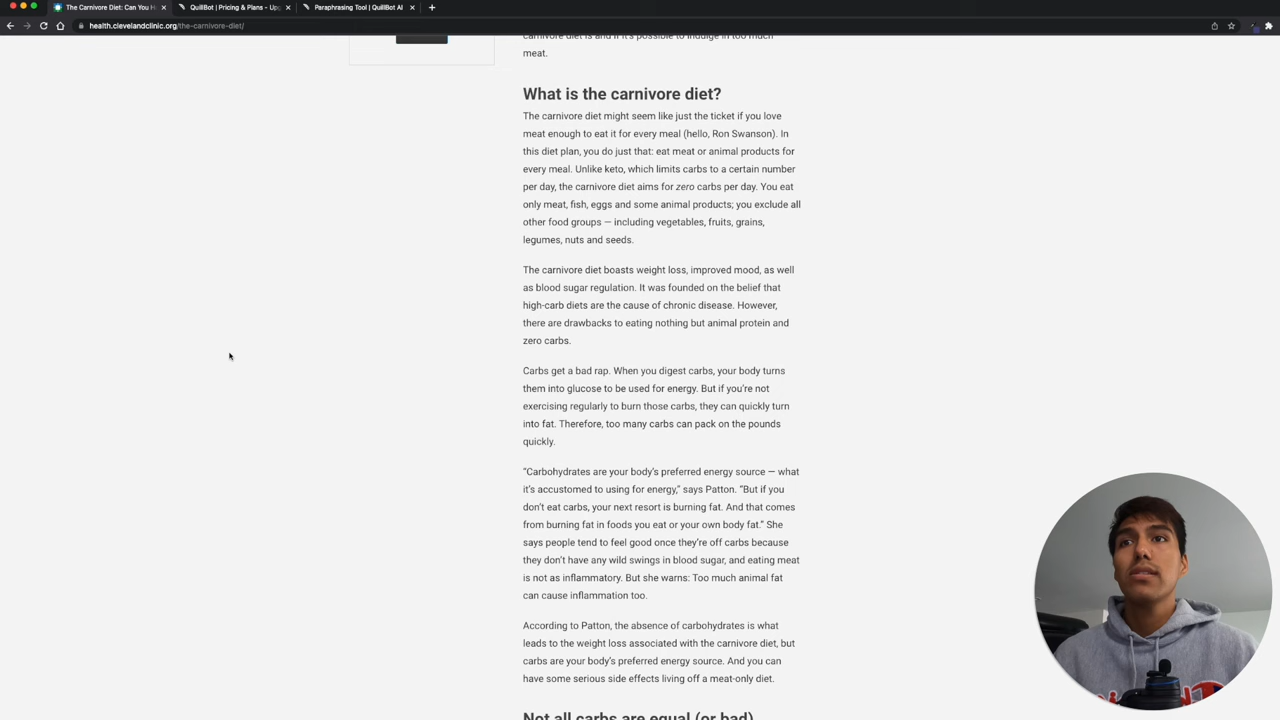 The Carnivore Diet: Can You H
QuillBot | Pricing & Plans - Upg
Paraphrasing Tool | QuillBot AI
health.clevelandclinic.org/the-carnivore-diet/
carnivore diet is and if it's possible to indulge in too much
meat.
What is the carnivore diet?
The carnivore diet might seem like just the ticket if you love
meat enough to eat it for every meal (hello, Ron Swanson). In
this diet plan, you do just that: eat meat or animal products for
every meal. Unlike keto, which limits carbs to a certain number
per day, the carnivore diet aims for zero carbs per day. You eat
only meat, fish, eggs and some animal products; you exclude all
other food groups — including vegetables, fruits, grains,
legumes, nuts and seeds.
The carnivore diet boasts weight loss, improved mood, as well
as blood sugar regulation. It was founded on the belief that
high-carb diets are the cause of chronic disease. However,
there are drawbacks to eating nothing but animal protein and
zero carbs.
Carbs get a bad rap. When you digest carbs, your body turns
them into glucose to be used for energy. But if you're not
exercising regularly to burn those carbs, they can quickly turn
into fat. Therefore, too many carbs can pack on the pounds
quickly.
“Carbohydrates are your body's preferred energy source — what
it's accustomed to using for energy,” says Patton. “But if you
don't eat carbs, your next resort is burning fat. And that comes
from burning fat in foods you eat or your own body fat.” She
says people tend to feel good once they're off carbs because
they don't have any wild swings in blood sugar, and eating meat
is not as inflammatory. But she warns: Too much animal fat
can cause inflammation too.
According to Patton, the absence of carbohydrates is what
leads to the weight loss associated with the carnivore diet, but
carbs are your body's preferred energy source. And you can
have some serious side effects living off a meat-only diet.
Not all carbs are equal (or bad)